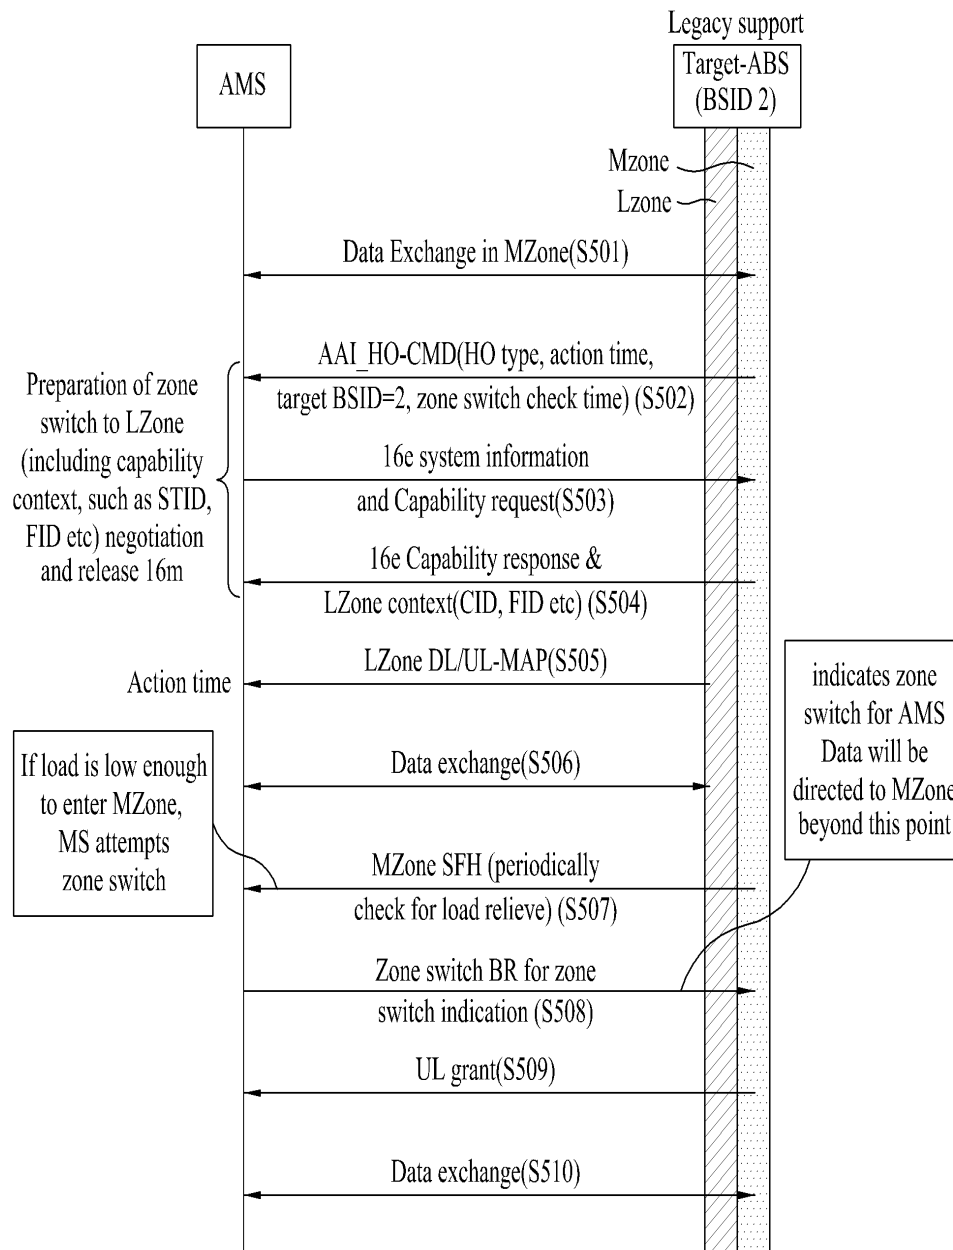 Legacy support
AMS
Target-ABS
(BSID 2)
Mzone
Lzone
Data Exchange in MZone(S501)
AAI_HO-CMD(HO type, action time,
target BSID=2, zone switch check time) (S502)
Preparation of zone
switch to LZone
(including capability
context, such as STID,
FID etc) negotiation
and release 16m
16e system information
and Capability request(S503)
16e Capability response &
LZone context(CID, FID etc) (S504)
LZone DL/UL-MAP(S505)
Action time
indicates zone
switch for AMS
Data will be
directed to MZone
beyond this point
Data exchange(S506)
If load is low enough
to enter MZone,
MS attempts
zone switch
MZone SFH (periodically
check for load relieve) (S507)
Zone switch BR for zone
switch indication (S508)
UL grant(S509)
Data exchange(S510)